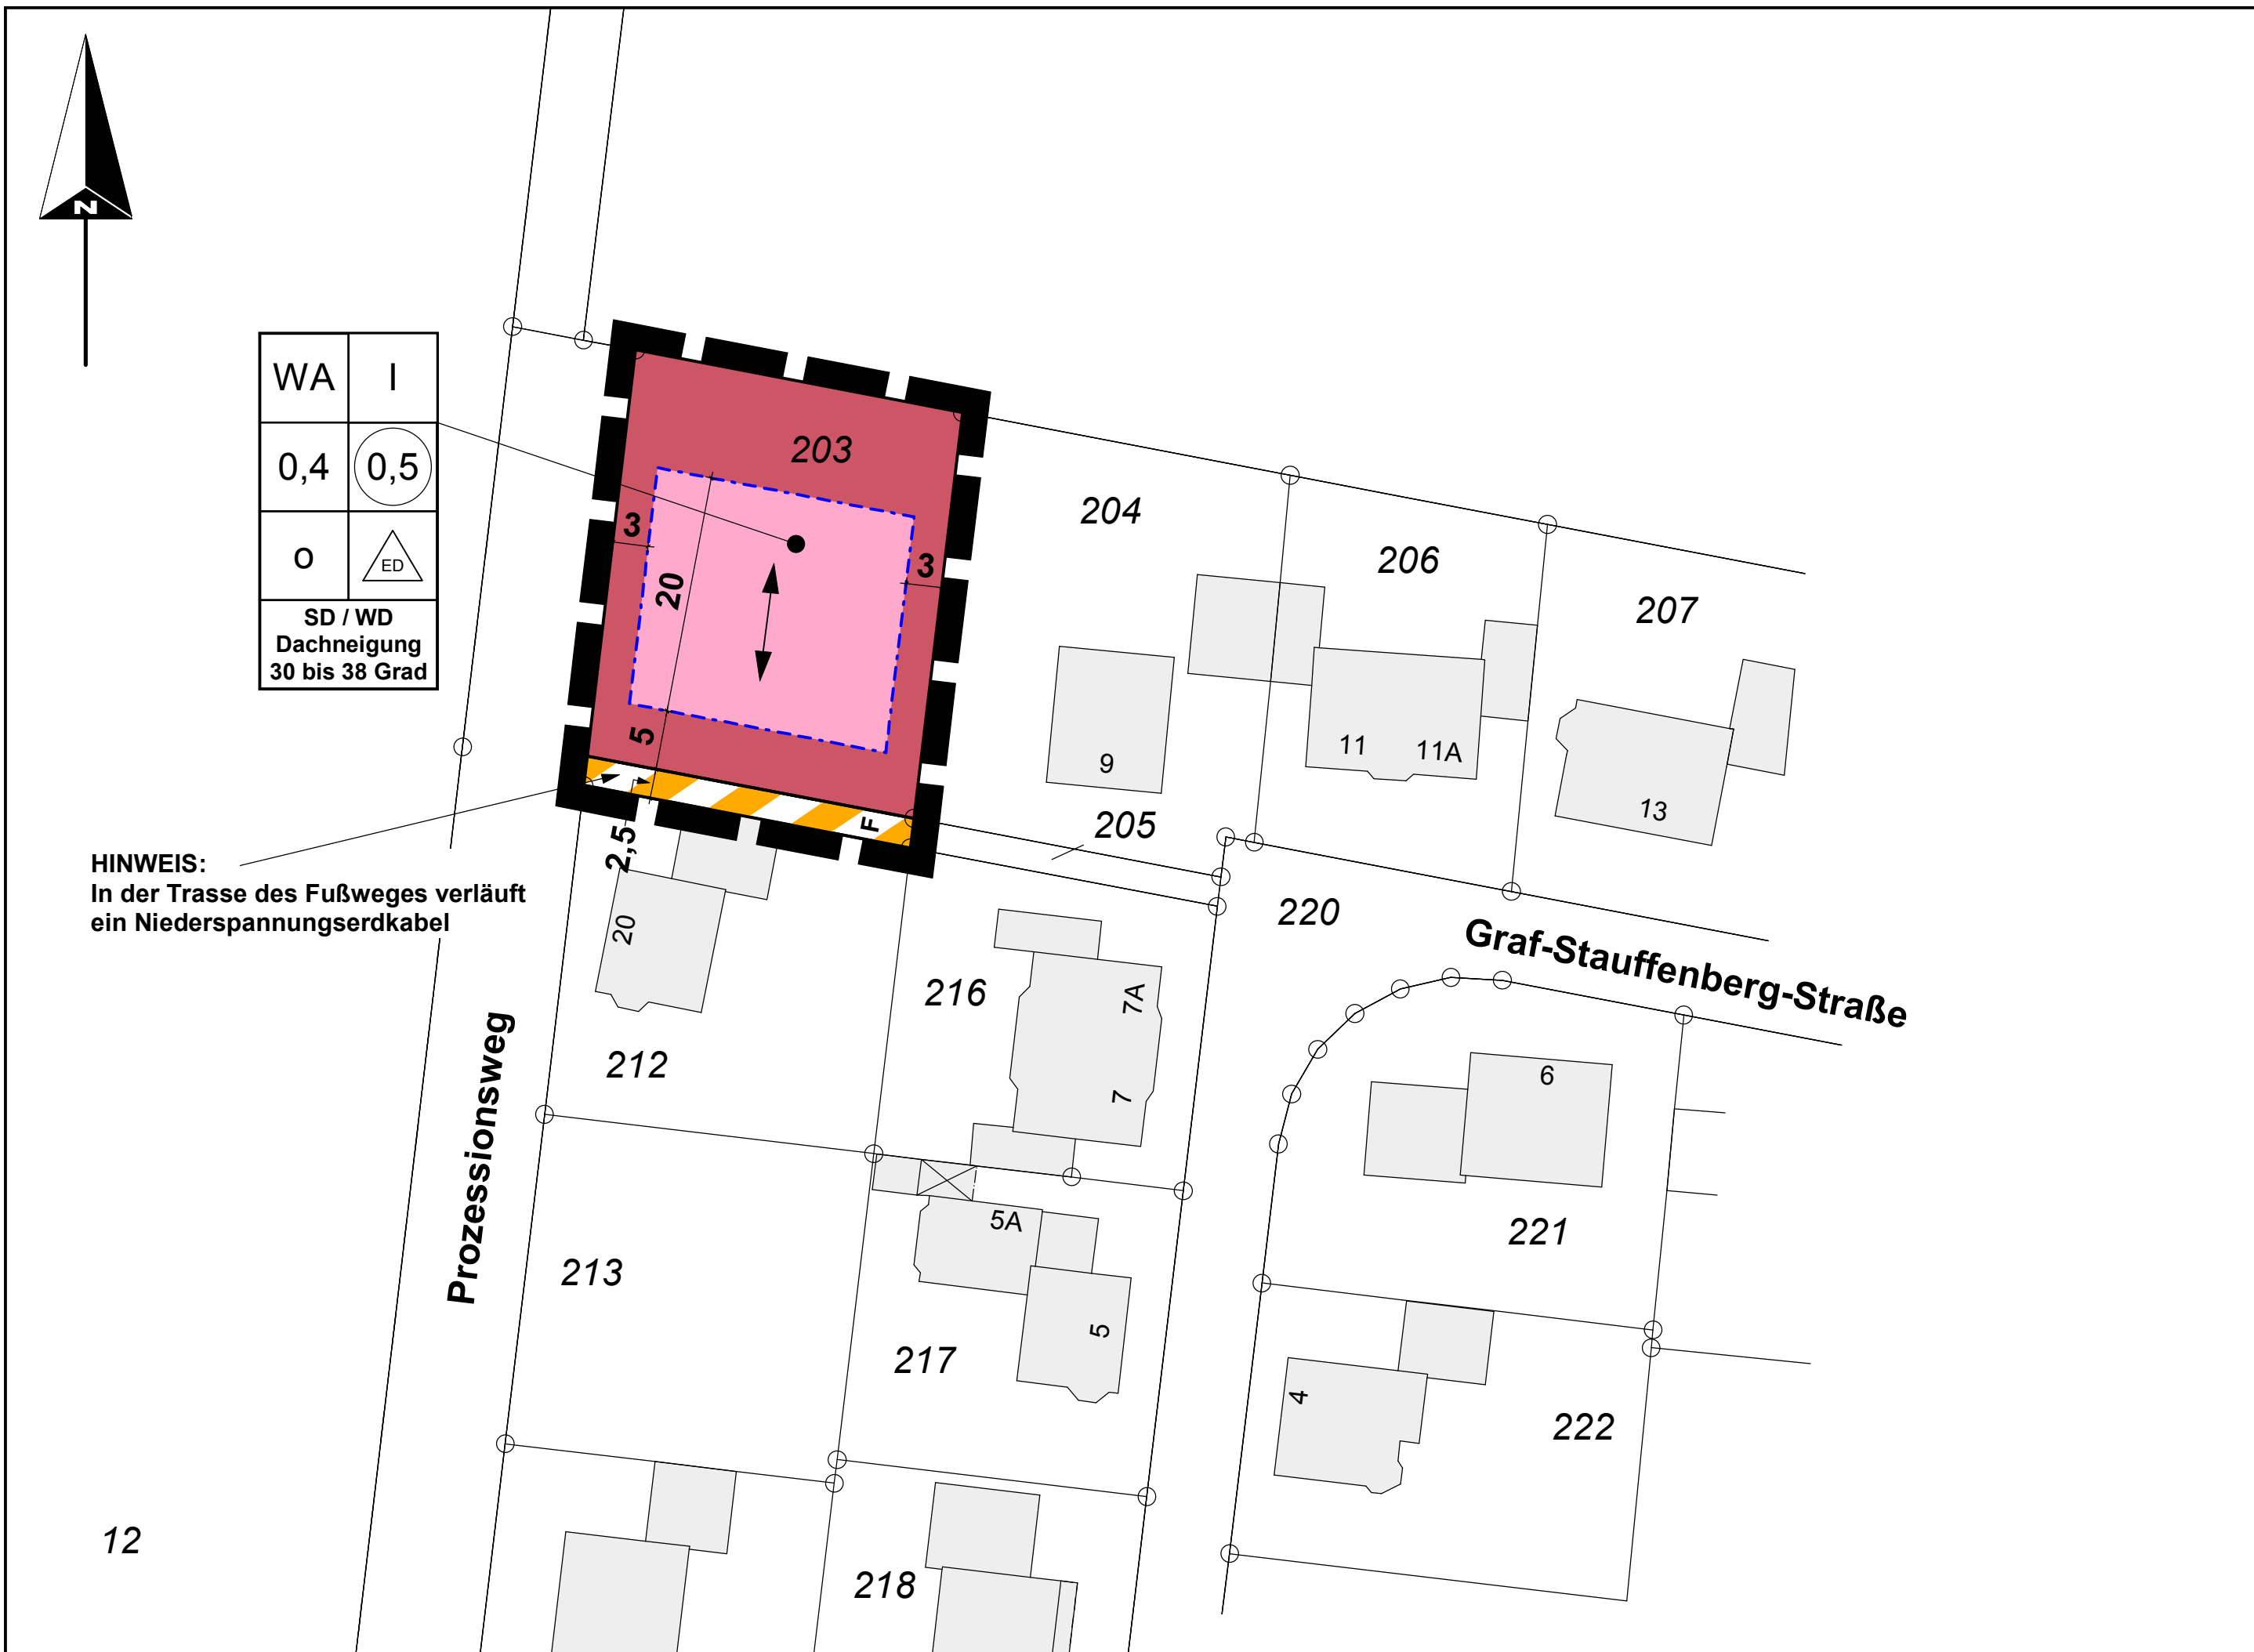 N
WA I
0,4 0,5
o ED
SD / WD
Dachneigung
30 bis 38 Grad
203
3
3
20
5
2,5
F
204
206
207
9
11
11A
13
205
HINWEIS:
In der Trasse des Fußweges verläuft
ein Niederspannungserdkabel
20
220
Graf-Stauffenberg-Straße
216
7A
7
212
6
Prozessionsweg
5A
221
213
5
217
4
222
12
218